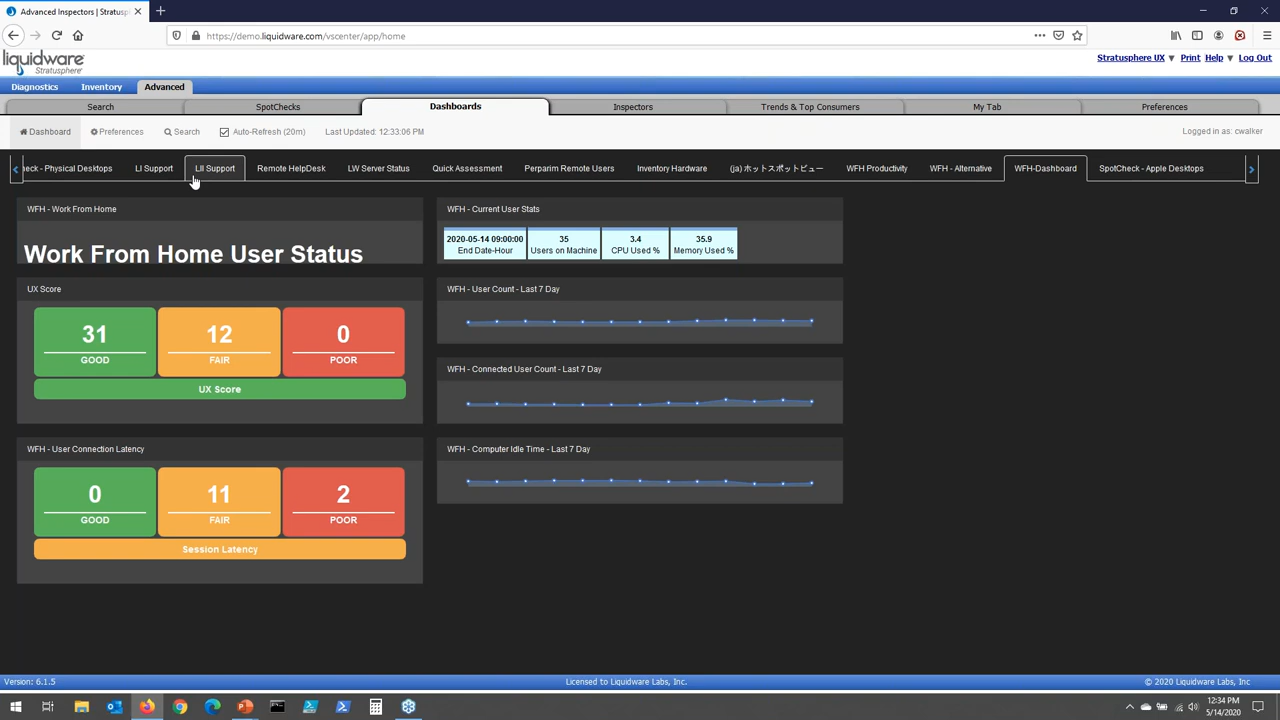 Advanced Inspectors | Stratusph
https://demo.liquidware.com/vscenter/app/home
liquidware
Stratusphere
Stratusphere UX Print Help Log Out
Diagnostics Inventory Advanced
Search SpotChecks Dashboards Inspectors Trends & Top Consumers My Tab Preferences
Dashboard Preferences Search Auto-Refresh (20m) Last Updated: 12:33:06 PM Logged in as: cwalker
eck - Physical Desktops LI Support LII Support Remote HelpDesk LW Server Status Quick Assessment Perparim Remote Users Inventory Hardware (ja) ホットスポットビュー WFH Productivity WFH - Alternative WFH-Dashboard SpotCheck - Apple Desktops
WFH - Work From Home
Work From Home User Status
UX Score
31 12 0
GOOD FAIR POOR
UX Score
WFH - User Connection Latency
0 11 2
GOOD FAIR POOR
Session Latency
WFH - Current User Stats
2020-05-14 09:00:00 35 3.4 35.9
End Date-Hour Users on Machine CPU Used % Memory Used %
WFH - User Count - Last 7 Day
WFH - Connected User Count - Last 7 Day
WFH - Computer Idle Time - Last 7 Day
Version: 6.1.5 Licensed to Liquidware Labs, Inc. © 2020 Liquidware Labs, Inc
12:34 PM
5/14/2020